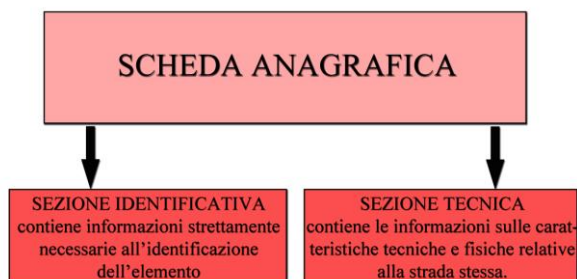 SCHEDA ANAGRAFICA
SEZIONE IDENTIFICATIVA
contiene informazioni strettamente
necessarie all’identificazione
dell’elemento
SEZIONE TECNICA
contiene le informazioni sulle carat-
teristiche tecniche e fisiche relative
alla strada stessa.